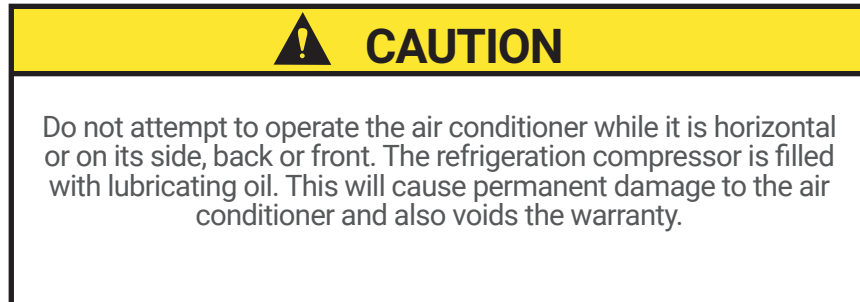 CAUTION
Do not attempt to operate the air conditioner while it is horizontal
or on its side, back or front. The refrigeration compressor is filled
with lubricating oil. This will cause permanent damage to the air
conditioner and also voids the warranty.